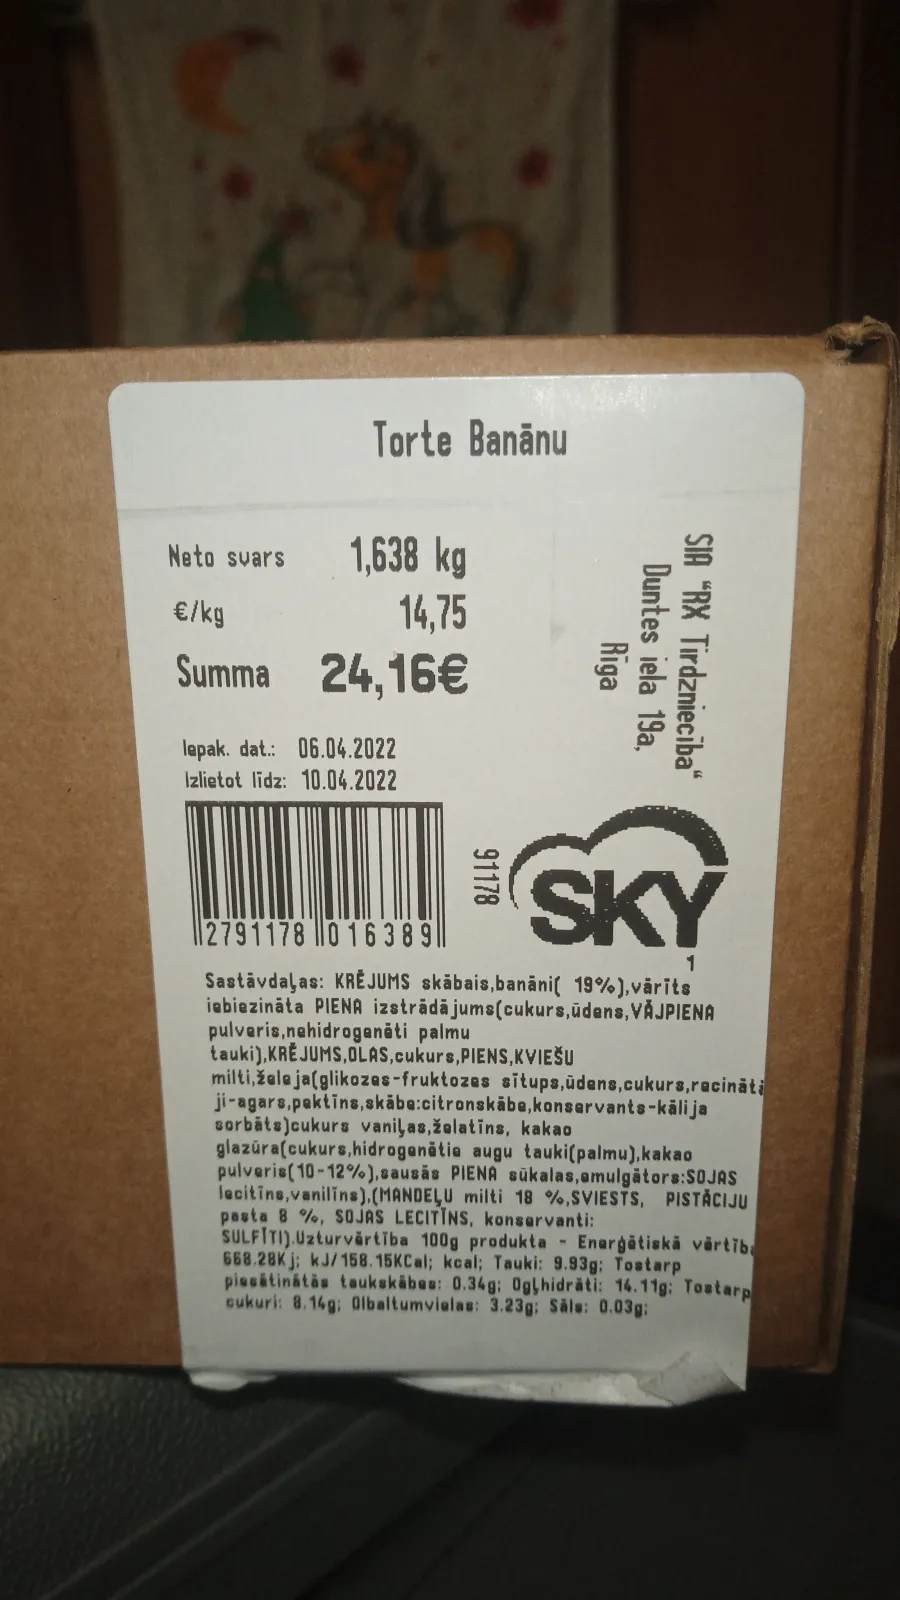 Torte Banānu
Neto svars 1,638 kg
€/kg 14,75
Summa 24,16€
SIA "RX Tirdzniecība"
Duntes iela 19a,
Rīga
Iepak. dat.: 06.04.2022
Izlietot līdz: 10.04.2022
2791178 016389
91178
SKY
1
Sastāvdaļas: KRĒJUMS skābais,banāni( 19%),vārīts
iebiezināta PIENA izstrādājums(cukurs,ūdens,VĀJPIENA
pulveris,nehidrogenēti palmu
tauki),KRĒJUMS,OLAS,cukurs,PIENS,KVIEŠU
milti,želeja(glikozes-fruktozes sītups,ūdens,cukurs,recinātā
ji-agars,pektīns,skābe:citronskābe,konservants-kālija
sorbāts)cukurs vaniļas,želatīns, kakao
glazūra(cukurs,hidrogenētie augu tauki(palmu),kakao
pulveris(10-12%),sausās PIENA sūkalas,emulgātors:SOJAS
lecitīns,vanilīns),(MANDEĻU milti 18 %,SVIESTS, PISTĀCIJU
pasta 8 %, SOJAS LECITĪNS, konservanti:
SULFĪTI).Uzturvērtība 100g produkta - Enerģētiskā vērtība
668.28Kj; kJ/158.15KCal; kcal; Tauki: 9.93g; Tostarp
piesātinātās taukskābes: 0.34g; Ogļhidrāti: 14.11g; Tostarp
cukuri: 8.14g; Olbaltumvielas: 3.23g; Sāls: 0.03g;